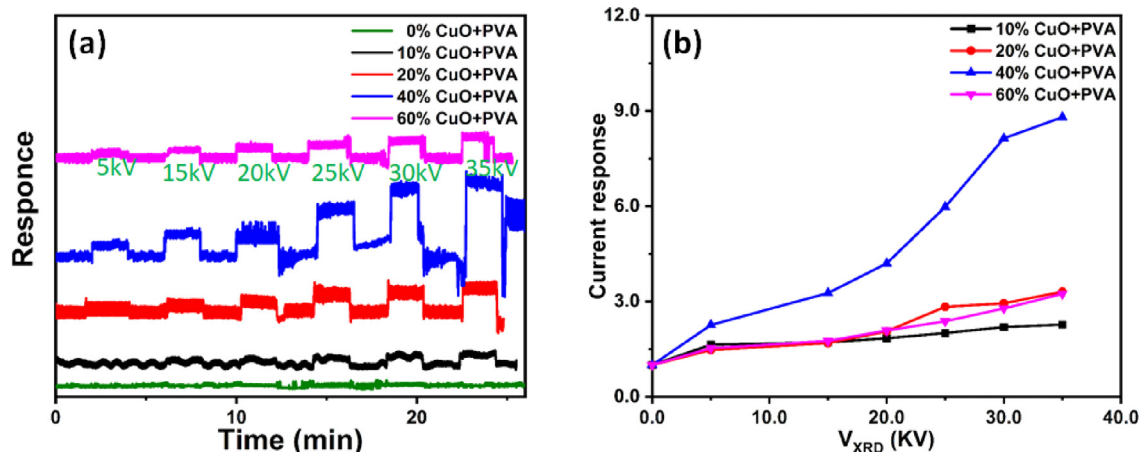 (a)
0% CuO+PVA
10% CuO+PVA
20% CuO+PVA
40% CuO+PVA
60% CuO+PVA
5kV 15kV 20kV 25kV 30kV 35kV
Responce
0 10 20
Time (min)
(b)
10% CuO+PVA
20% CuO+PVA
40% CuO+PVA
60% CuO+PVA
12.0
9.0
6.0
3.0
0.0
Current response
0.0 10.0 20.0 30.0 40.0
VXRD (KV)